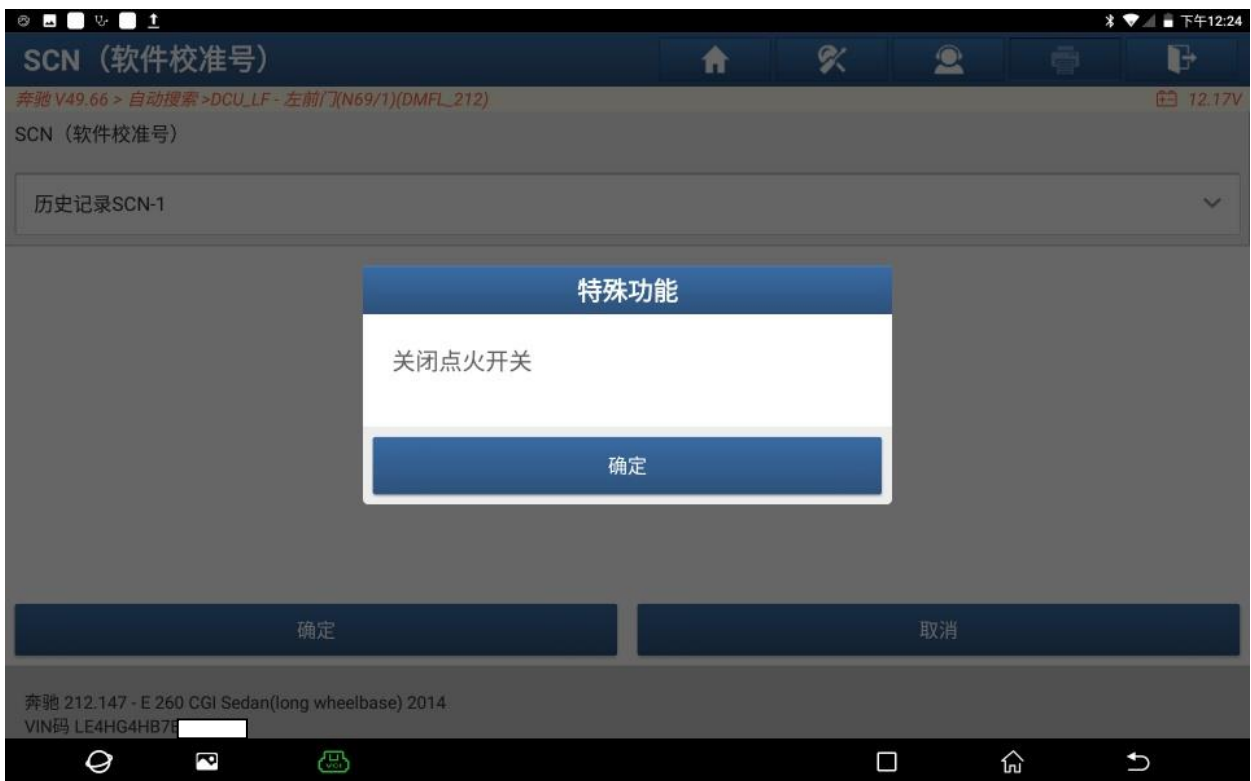 下午12:24
SCN（软件校准号）
奔驰 V49.66 > 自动搜索 >DCU_LF - 左前门(N69/1)(DMFL_212)
12.17V
SCN（软件校准号）
历史记录SCN-1
特殊功能
关闭点火开关
确定
确定
取消
奔驰 212.147 - E 260 CGI Sedan(long wheelbase) 2014
VIN码 LE4HG4HB7E
VCI